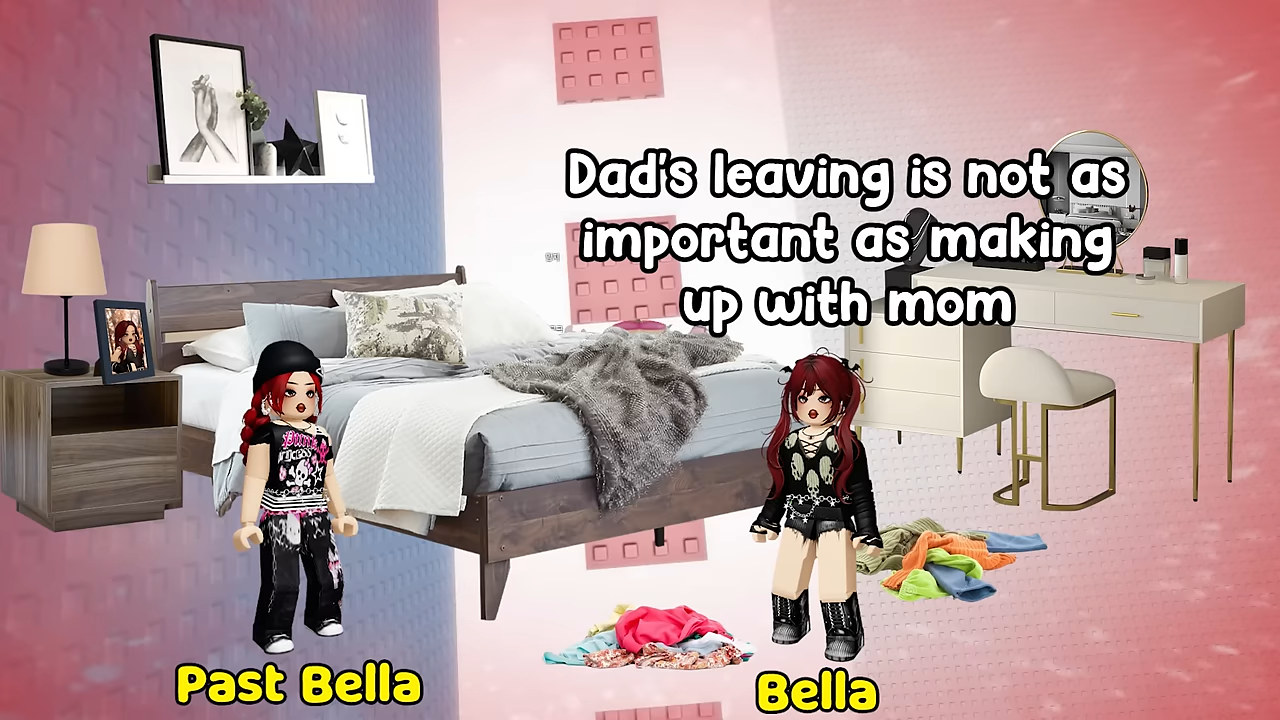 Dad's leaving is not as
important as making
up with mom
Past Bella
Bella